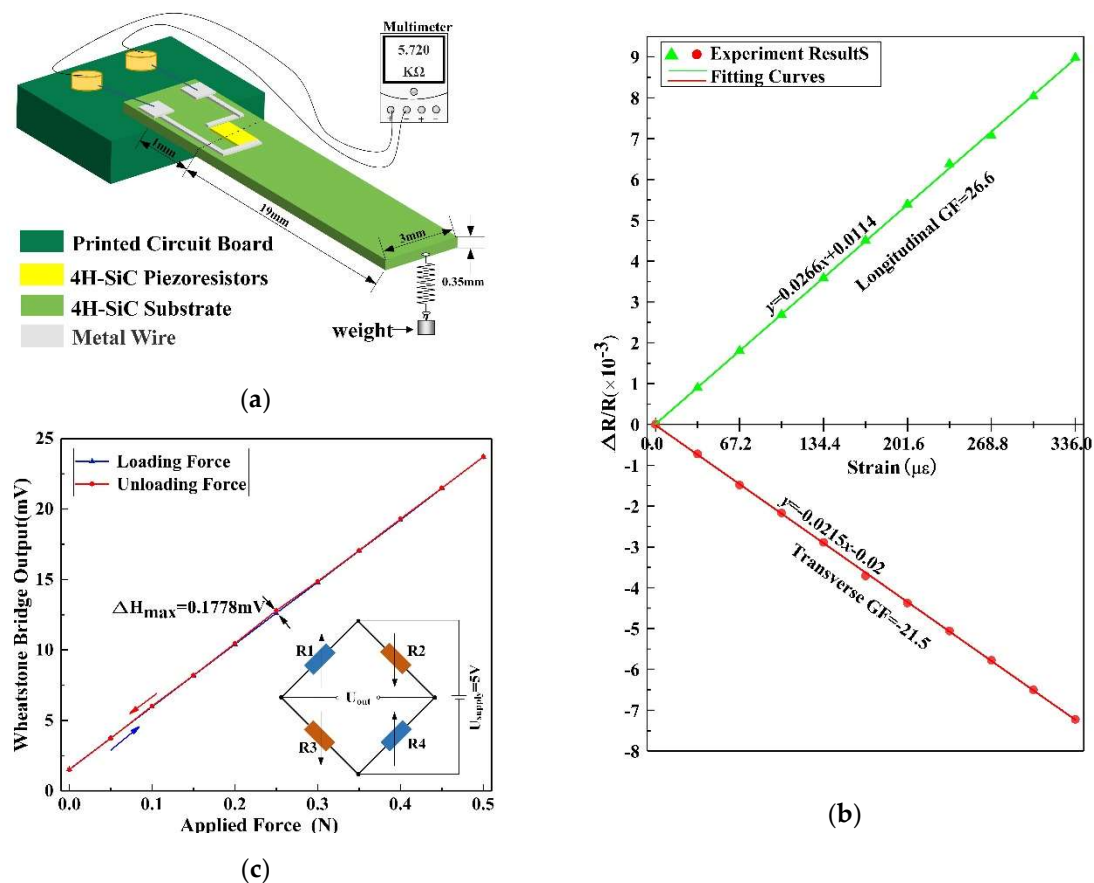 Multimeter
5.720
KΩ
+ − + −
1mm
19mm
3mm
0.35mm
weight
Printed Circuit Board
4H-SiC Piezoresistors
4H-SiC Substrate
Metal Wire
(a)
Experiment ResultS
Fitting Curves
9
8
7
6
5
4
3
2
1
0
-1
-2
-3
-4
-5
-6
-7
-8
ΔR/R(×10⁻³)
0.0 67.2 134.4 201.6 268.8 336.0
Strain (με)
y=0.0266x+0.0114
Longitudinal GF=26.6
y=-0.0215x-0.02
Transverse GF=-21.5
(b)
Loading Force
Unloading Force
25
20
15
10
5
0
Wheatstone Bridge Output(mV)
ΔHmax=0.1778mV
R1
R2
Uout
R3
R4
Usupply=5V
0.0 0.1 0.2 0.3 0.4 0.5
Applied Force (N)
(c)